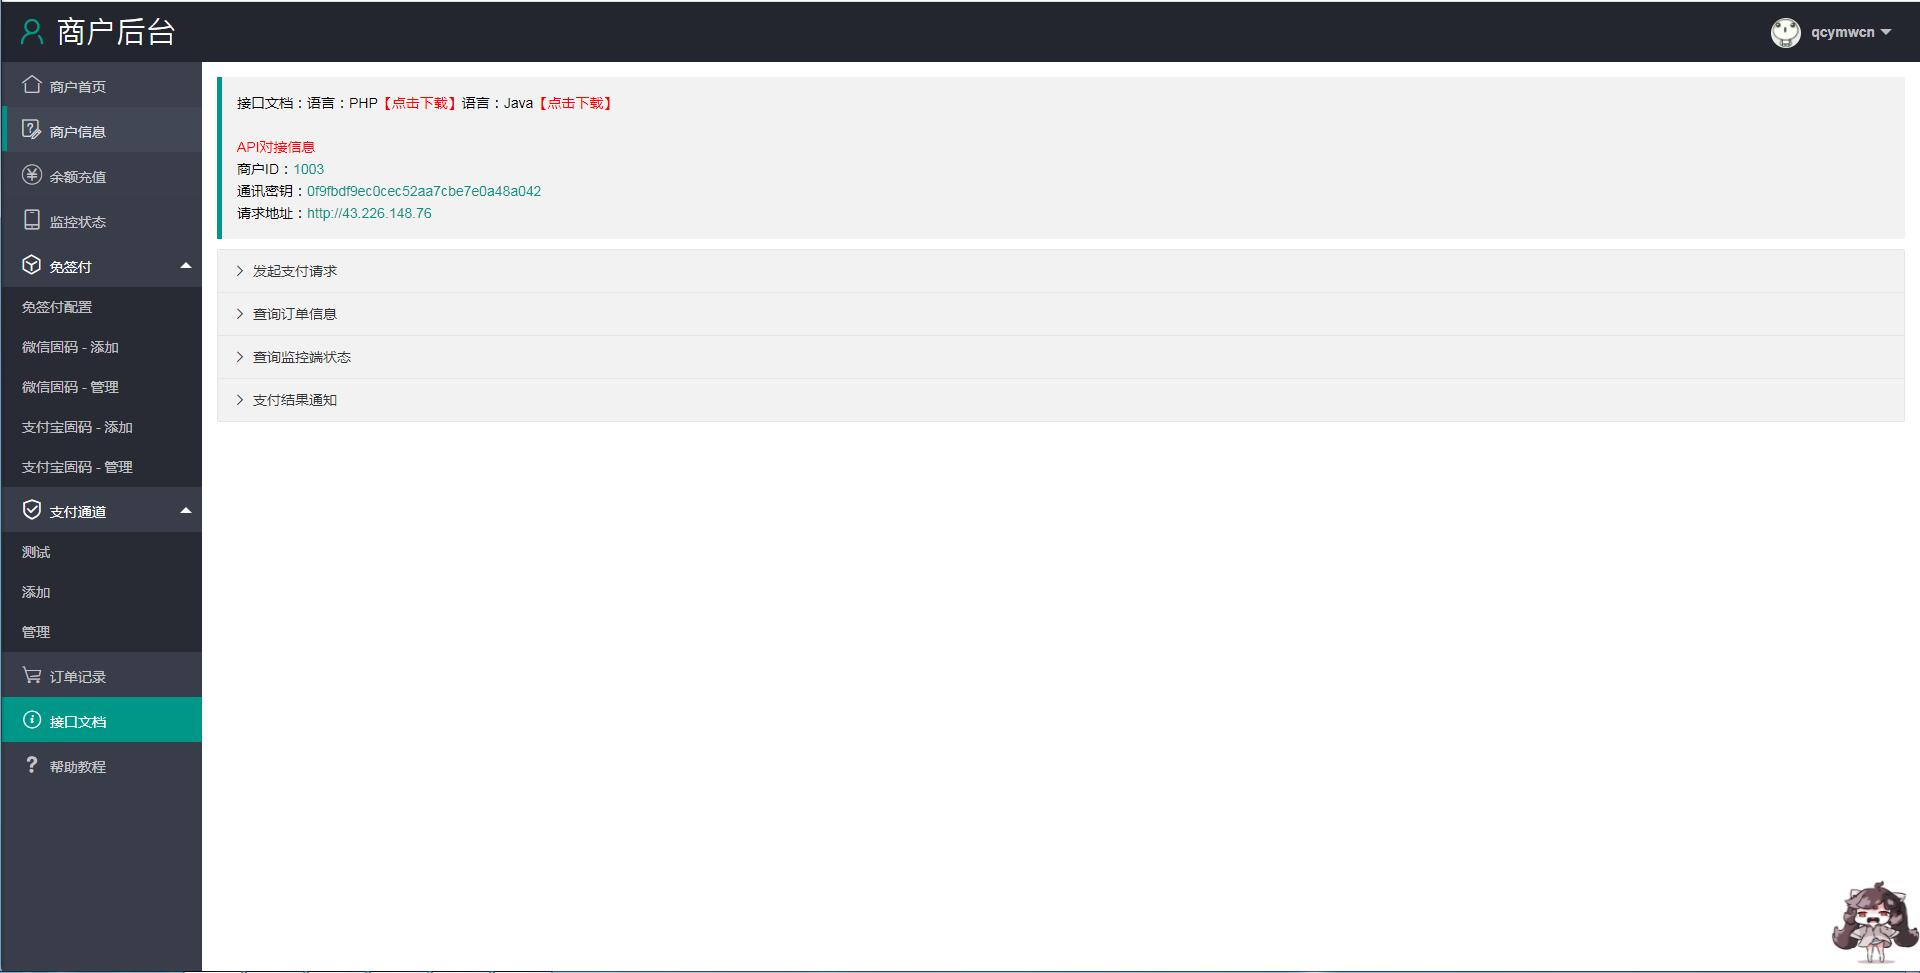 商户后台
qcymwcn
商户首页
商户信息
余额充值
监控状态
免签付
免签付配置
微信固码 - 添加
微信固码 - 管理
支付宝固码 - 添加
支付宝固码 - 管理
支付通道
测试
添加
管理
订单记录
接口文档
帮助教程
接口文档：语言：PHP【点击下载】语言：Java【点击下载】
API对接信息
商户ID：1003
通讯密钥：0f9fbdf9ec0cec52aa7cbe7e0a48a042
请求地址：http://43.226.148.76
发起支付请求
查询订单信息
查询监控端状态
支付结果通知